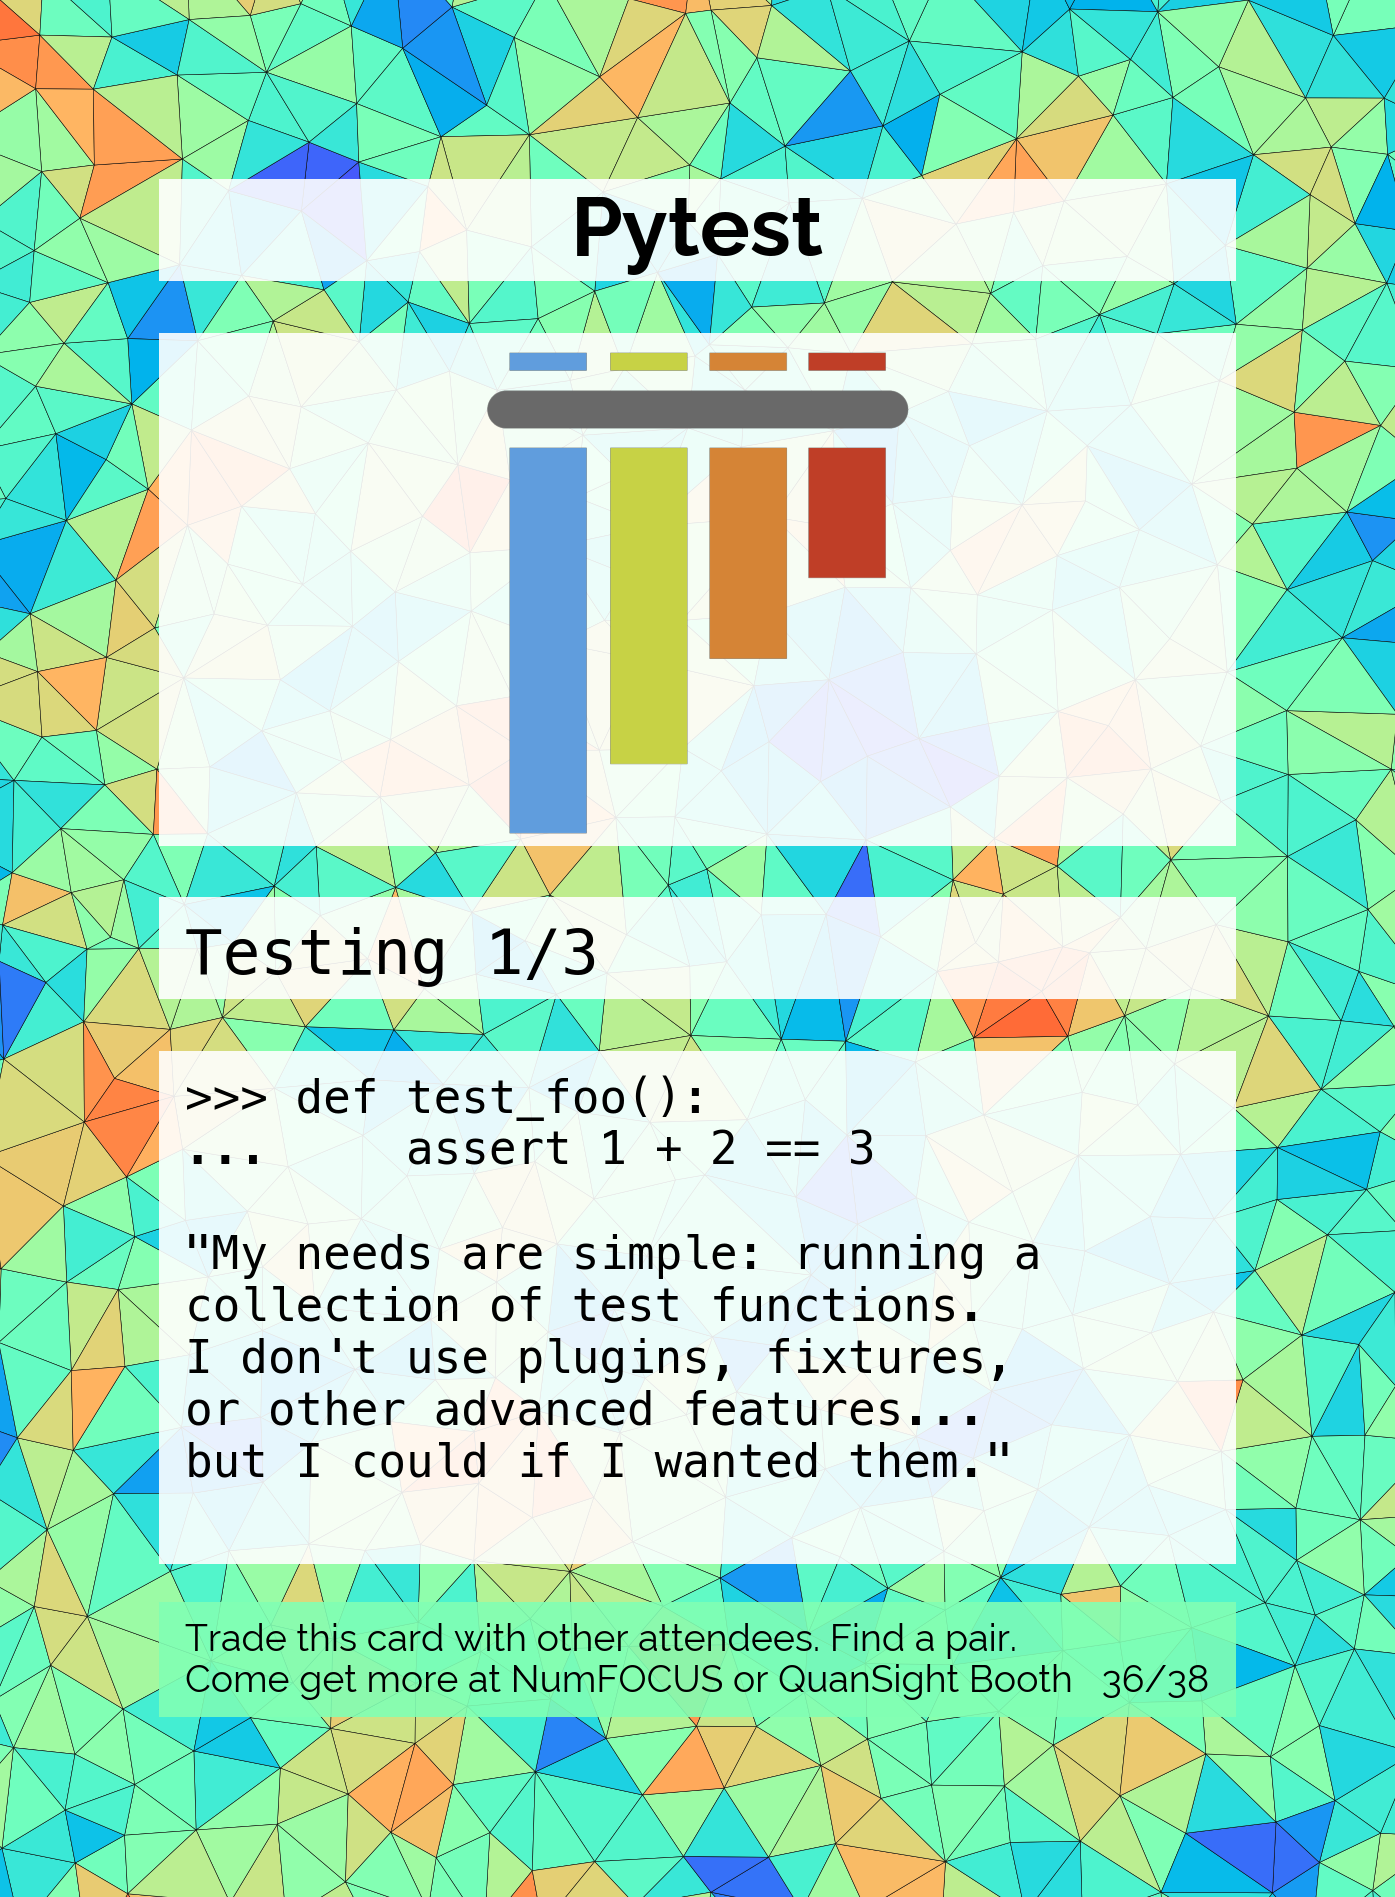 Pytest
Testing 1/3
>>> def test_foo():
...     assert 1 + 2 == 3
"My needs are simple: running a
collection of test functions.
I don't use plugins, fixtures,
or other advanced features...
but I could if I wanted them."
Trade this card with other attendees. Find a pair.
Come get more at NumFOCUS or QuanSight Booth 36/38